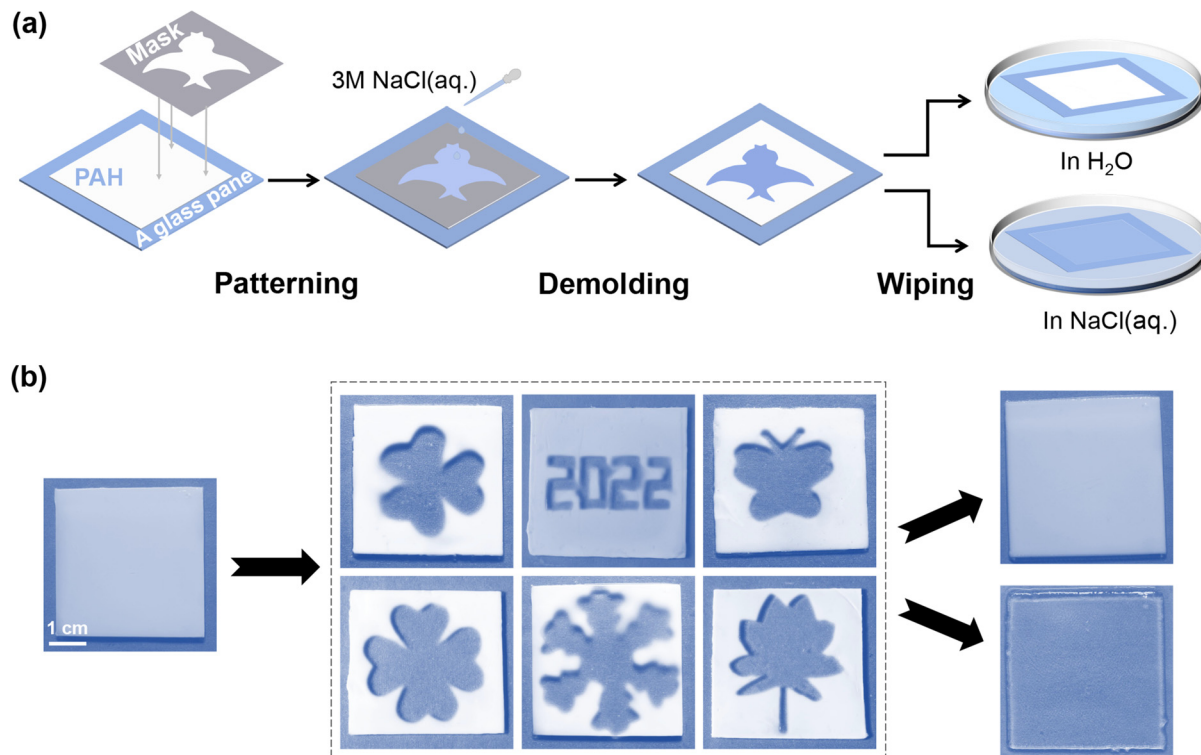 (a)
Mask
3M NaCl(aq.)
PAH
A glass pane
In H₂O
Patterning
Demolding
Wiping
In NaCl(aq.)
(b)
2022
1 cm